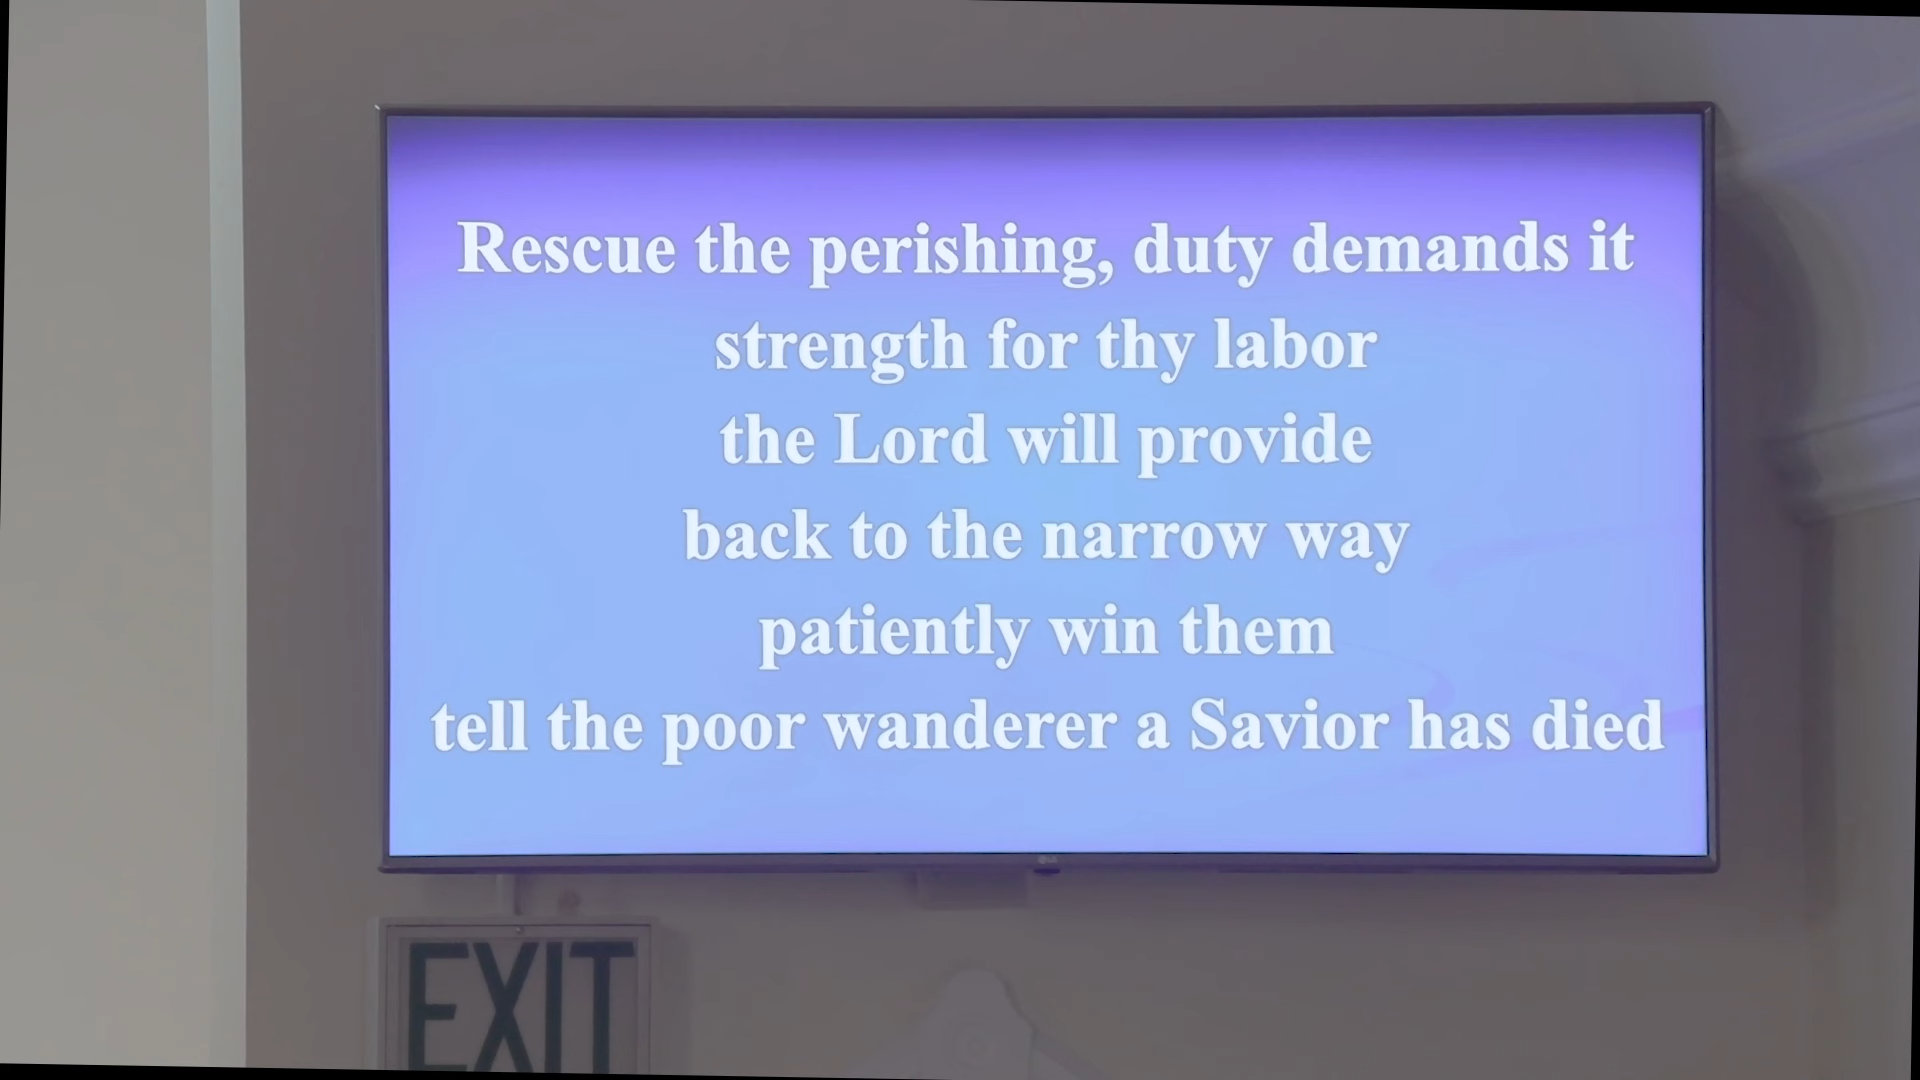 Rescue the perishing, duty demands it
strength for thy labor
the Lord will provide
back to the narrow way
patiently win them
tell the poor wanderer a Savior has died
EXIT